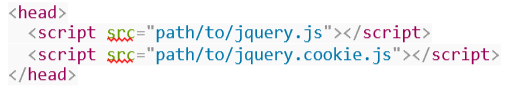 <head>
  <script src="path/to/jquery.js"></script>
  <script src="path/to/jquery.cookie.js"></script>
</head>